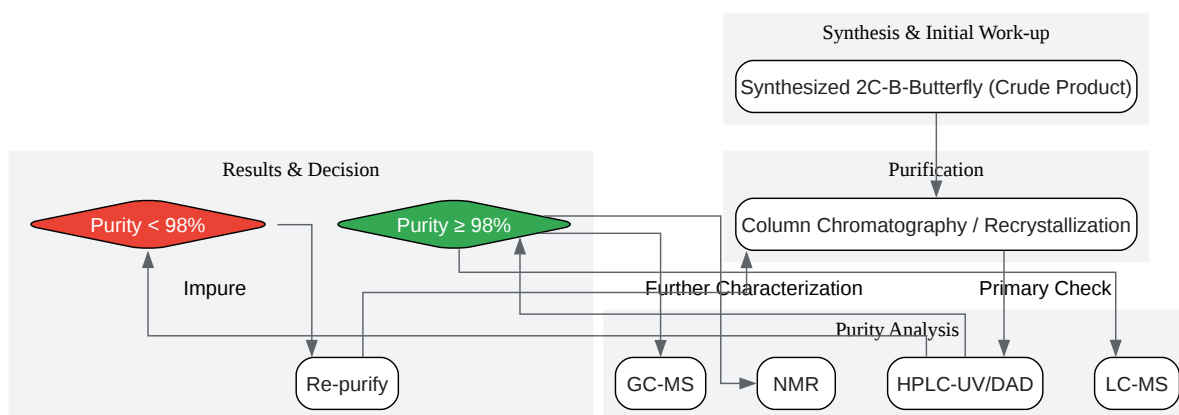 Synthesis & Initial Work-up
Synthesized 2C-B-Butterfly (Crude Product)
Results & Decision
Purification
Purity < 98%
Purity ≥ 98%
Column Chromatography / Recrystallization
Impure
Further Characterization
Primary Check
Purity Analysis
Re-purify
GC-MS
NMR
HPLC-UV/DAD
LC-MS